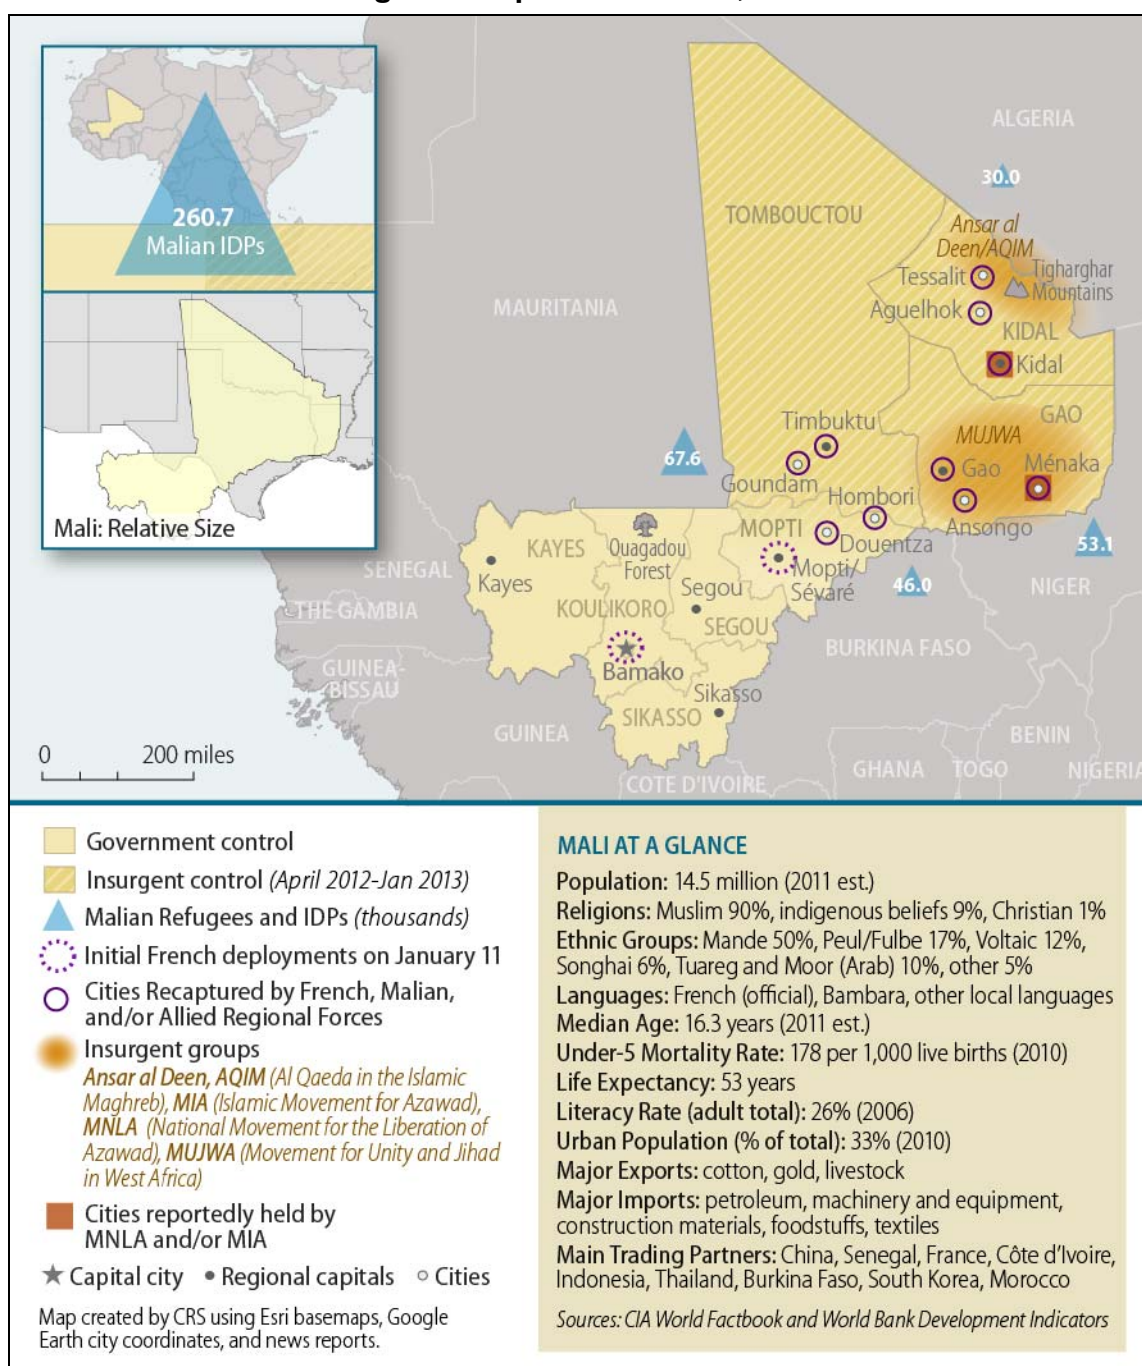 ALGERIA
30.0
TOMBOUCTOU
Ansar al
Deen/AQIM
260.7
Malian IDPs
Tessalit
Tigharghar
Mountains
MAURITANIA
Aguelhok
KIDAL
Kidal
GAO
Timbuktu
MUJWA
67.6
Gao
Ménaka
Goundam
Hombori
Ansongo
Mali: Relative Size
MOPTI
Douentza
53.1
KAYES
Ouagadou
Forest
SENEGAL
Kayes
Mopti/
Sévaré
46.0
NIGER
Segou
THE GAMBIA
KOULIKORO
SEGOU
BURKINA FASO
GUINEA-
BISSAU
Bamako
Sikasso
SIKASSO
GUINEA
BENIN
0 200 miles
GHANA
TOGO
NIGERIA
COTE D'IVOIRE
Government control
Insurgent control (April 2012-Jan 2013)
Malian Refugees and IDPs (thousands)
Initial French deployments on January 11
Cities Recaptured by French, Malian,
and/or Allied Regional Forces
Insurgent groups
Ansar al Deen, AQIM (Al Qaeda in the Islamic
Maghreb), MIA (Islamic Movement for Azawad),
MNLA (National Movement for the Liberation of
Azawad), MUJWA (Movement for Unity and Jihad
in West Africa)
Cities reportedly held by
MNLA and/or MIA
Capital city
Regional capitals
Cities
Map created by CRS using Esri basemaps, Google
Earth city coordinates, and news reports.
MALI AT A GLANCE
Population: 14.5 million (2011 est.)
Religions: Muslim 90%, indigenous beliefs 9%, Christian 1%
Ethnic Groups: Mande 50%, Peul/Fulbe 17%, Voltaic 12%,
Songhai 6%, Tuareg and Moor (Arab) 10%, other 5%
Languages: French (official), Bambara, other local languages
Median Age: 16.3 years (2011 est.)
Under-5 Mortality Rate: 178 per 1,000 live births (2010)
Life Expectancy: 53 years
Literacy Rate (adult total): 26% (2006)
Urban Population (% of total): 33% (2010)
Major Exports: cotton, gold, livestock
Major Imports: petroleum, machinery and equipment,
construction materials, foodstuffs, textiles
Main Trading Partners: China, Senegal, France, Côte d'Ivoire,
Indonesia, Thailand, Burkina Faso, South Korea, Morocco
Sources: CIA World Factbook and World Bank Development Indicators